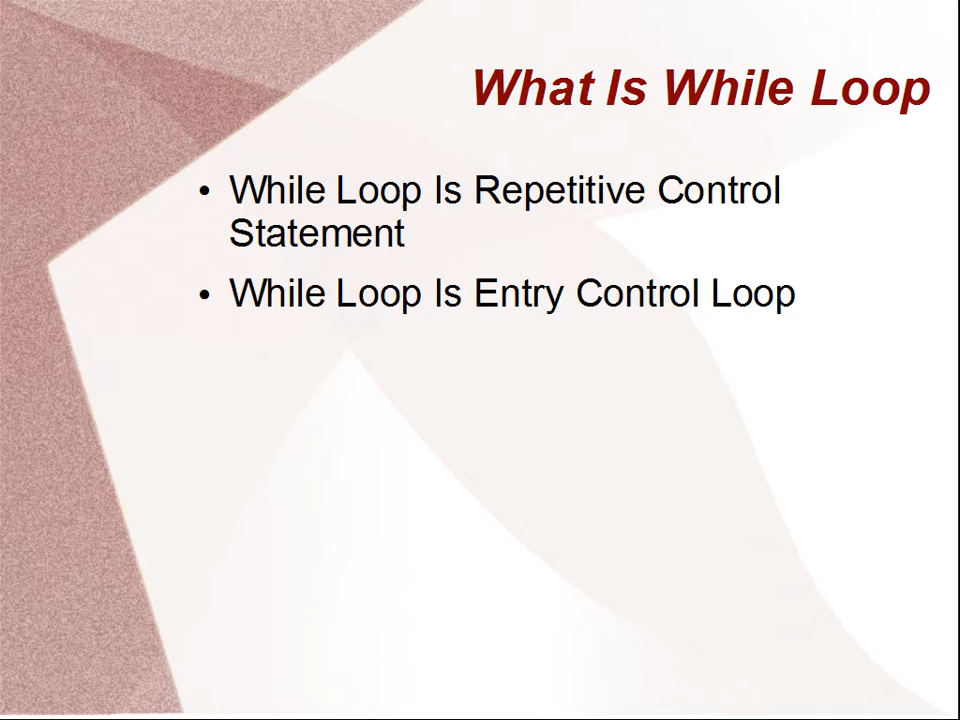 What Is While Loop
• While Loop Is Repetitive Control
Statement
• While Loop Is Entry Control Loop